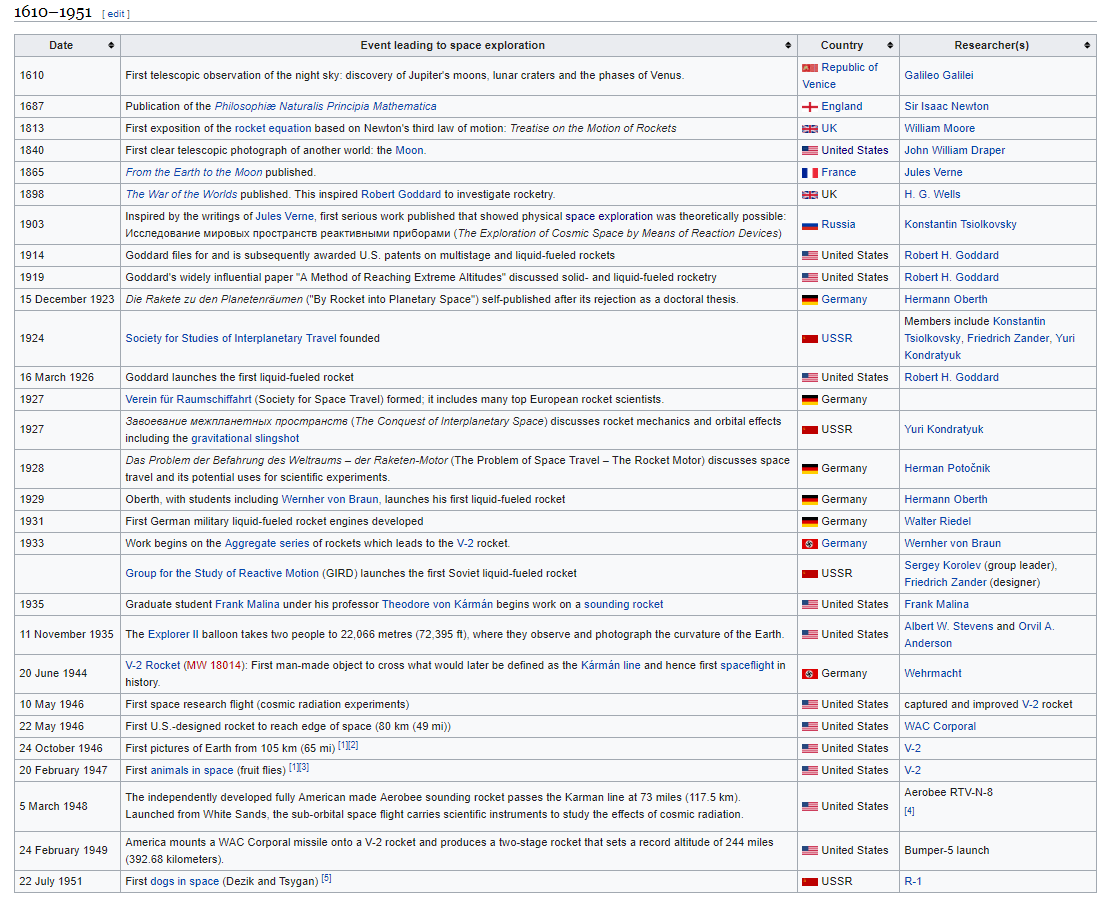 1610–1951 [ edit ]
Date Event leading to space exploration Country Researcher(s)
1610 First telescopic observation of the night sky: discovery of Jupiter's moons, lunar craters and the phases of Venus. Republic of Venice Galileo Galilei
1687 Publication of the Philosophiæ Naturalis Principia Mathematica England Sir Isaac Newton
1813 First exposition of the rocket equation based on Newton's third law of motion: Treatise on the Motion of Rockets UK William Moore
1840 First clear telescopic photograph of another world: the Moon. United States John William Draper
1865 From the Earth to the Moon published. France Jules Verne
1898 The War of the Worlds published. This inspired Robert Goddard to investigate rocketry. UK H. G. Wells
1903 Inspired by the writings of Jules Verne, first serious work published that showed physical space exploration was theoretically possible:
Исследование мировых пространств реактивными приборами (The Exploration of Cosmic Space by Means of Reaction Devices) Russia Konstantin Tsiolkovsky
1914 Goddard files for and is subsequently awarded U.S. patents on multistage and liquid-fueled rockets United States Robert H. Goddard
1919 Goddard's widely influential paper "A Method of Reaching Extreme Altitudes" discussed solid- and liquid-fueled rocketry United States Robert H. Goddard
15 December 1923 Die Rakete zu den Planetenräumen ("By Rocket into Planetary Space") self-published after its rejection as a doctoral thesis. Germany Hermann Oberth
1924 Society for Studies of Interplanetary Travel founded USSR Members include Konstantin
Tsiolkovsky, Friedrich Zander, Yuri
Kondratyuk
16 March 1926 Goddard launches the first liquid-fueled rocket United States Robert H. Goddard
1927 Verein für Raumschiffahrt (Society for Space Travel) formed; it includes many top European rocket scientists. Germany
1927 Завоевание межпланетных пространств (The Conquest of Interplanetary Space) discusses rocket mechanics and orbital effects
including the gravitational slingshot USSR Yuri Kondratyuk
1928 Das Problem der Befahrung des Weltraums – der Raketen-Motor (The Problem of Space Travel – The Rocket Motor) discusses space
travel and its potential uses for scientific experiments. Germany Herman Potočnik
1929 Oberth, with students including Wernher von Braun, launches his first liquid-fueled rocket Germany Hermann Oberth
1931 First German military liquid-fueled rocket engines developed Germany Walter Riedel
1933 Work begins on the Aggregate series of rockets which leads to the V-2 rocket. Germany Wernher von Braun
Group for the Study of Reactive Motion (GIRD) launches the first Soviet liquid-fueled rocket USSR Sergey Korolev (group leader),
Friedrich Zander (designer)
1935 Graduate student Frank Malina under his professor Theodore von Kármán begins work on a sounding rocket United States Frank Malina
11 November 1935 The Explorer II balloon takes two people to 22,066 metres (72,395 ft), where they observe and photograph the curvature of the Earth. United States Albert W. Stevens and Orvil A.
Anderson
20 June 1944 V-2 Rocket (MW 18014): First man-made object to cross what would later be defined as the Kármán line and hence first spaceflight in
history. Germany Wehrmacht
10 May 1946 First space research flight (cosmic radiation experiments) United States captured and improved V-2 rocket
22 May 1946 First U.S.-designed rocket to reach edge of space (80 km (49 mi)) United States WAC Corporal
24 October 1946 First pictures of Earth from 105 km (65 mi) [1][2] United States V-2
20 February 1947 First animals in space (fruit flies) [1][3] United States V-2
5 March 1948 The independently developed fully American made Aerobee sounding rocket passes the Karman line at 73 miles (117.5 km).
Launched from White Sands, the sub-orbital space flight carries scientific instruments to study the effects of cosmic radiation. United States Aerobee RTV-N-8
[4]
24 February 1949 America mounts a WAC Corporal missile onto a V-2 rocket and produces a two-stage rocket that sets a record altitude of 244 miles
(392.68 kilometers). United States Bumper-5 launch
22 July 1951 First dogs in space (Dezik and Tsygan) [5] USSR R-1